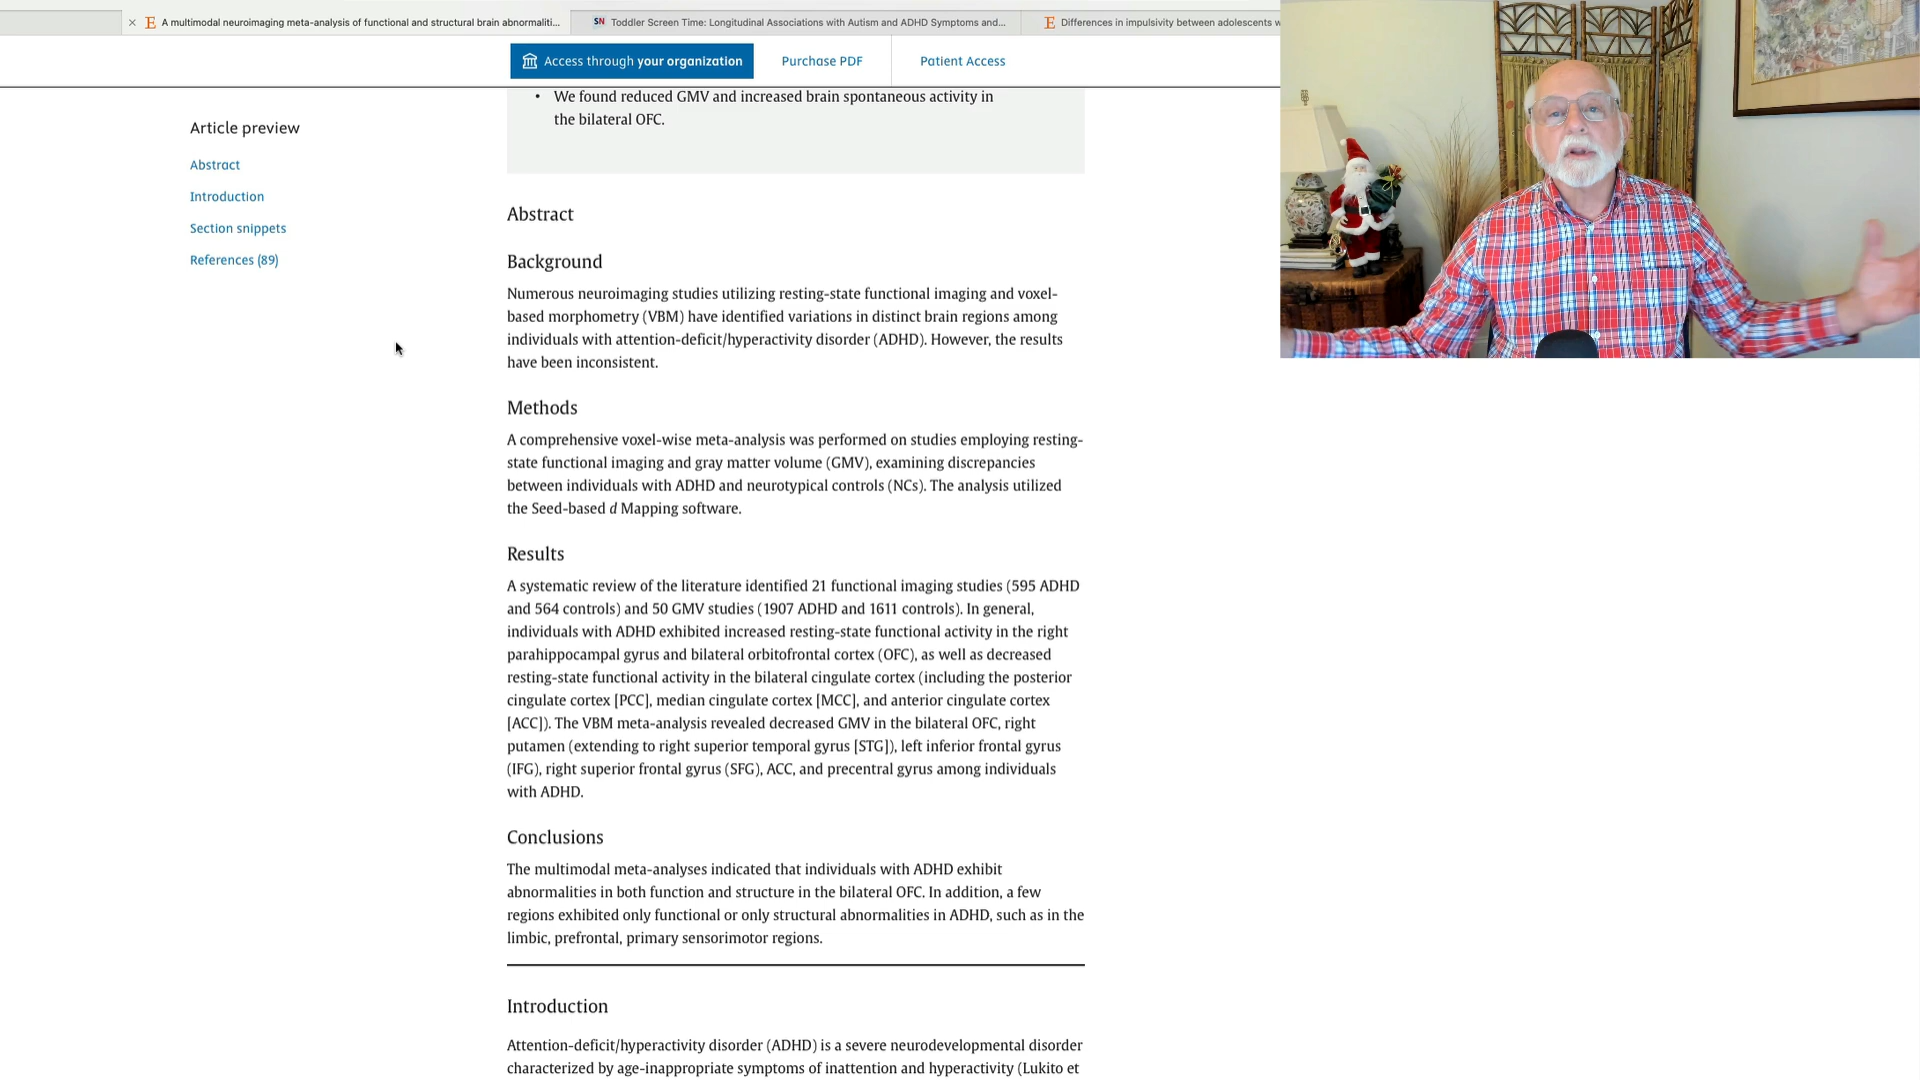 A multimodal neuroimaging meta-analysis of functional and structural brain abnormaliti...
SN Toddler Screen Time: Longitudinal Associations with Autism and ADHD Symptoms and...
Differences in impulsivity between adolescents w
Access through your organization
Purchase PDF
Patient Access
Article preview
Abstract
Introduction
Section snippets
References (89)
• We found reduced GMV and increased brain spontaneous activity in
the bilateral OFC.
Abstract
Background
Numerous neuroimaging studies utilizing resting-state functional imaging and voxel-
based morphometry (VBM) have identified variations in distinct brain regions among
individuals with attention-deficit/hyperactivity disorder (ADHD). However, the results
have been inconsistent.
Methods
A comprehensive voxel-wise meta-analysis was performed on studies employing resting-
state functional imaging and gray matter volume (GMV), examining discrepancies
between individuals with ADHD and neurotypical controls (NCs). The analysis utilized
the Seed-based d Mapping software.
Results
A systematic review of the literature identified 21 functional imaging studies (595 ADHD
and 564 controls) and 50 GMV studies (1907 ADHD and 1611 controls). In general,
individuals with ADHD exhibited increased resting-state functional activity in the right
parahippocampal gyrus and bilateral orbitofrontal cortex (OFC), as well as decreased
resting-state functional activity in the bilateral cingulate cortex (including the posterior
cingulate cortex [PCC], median cingulate cortex [MCC], and anterior cingulate cortex
[ACC]). The VBM meta-analysis revealed decreased GMV in the bilateral OFC, right
putamen (extending to right superior temporal gyrus [STG]), left inferior frontal gyrus
(IFG), right superior frontal gyrus (SFG), ACC, and precentral gyrus among individuals
with ADHD.
Conclusions
The multimodal meta-analyses indicated that individuals with ADHD exhibit
abnormalities in both function and structure in the bilateral OFC. In addition, a few
regions exhibited only functional or only structural abnormalities in ADHD, such as in the
limbic, prefrontal, primary sensorimotor regions.
Introduction
Attention-deficit/hyperactivity disorder (ADHD) is a severe neurodevelopmental disorder
characterized by age-inappropriate symptoms of inattention and hyperactivity (Lukito et